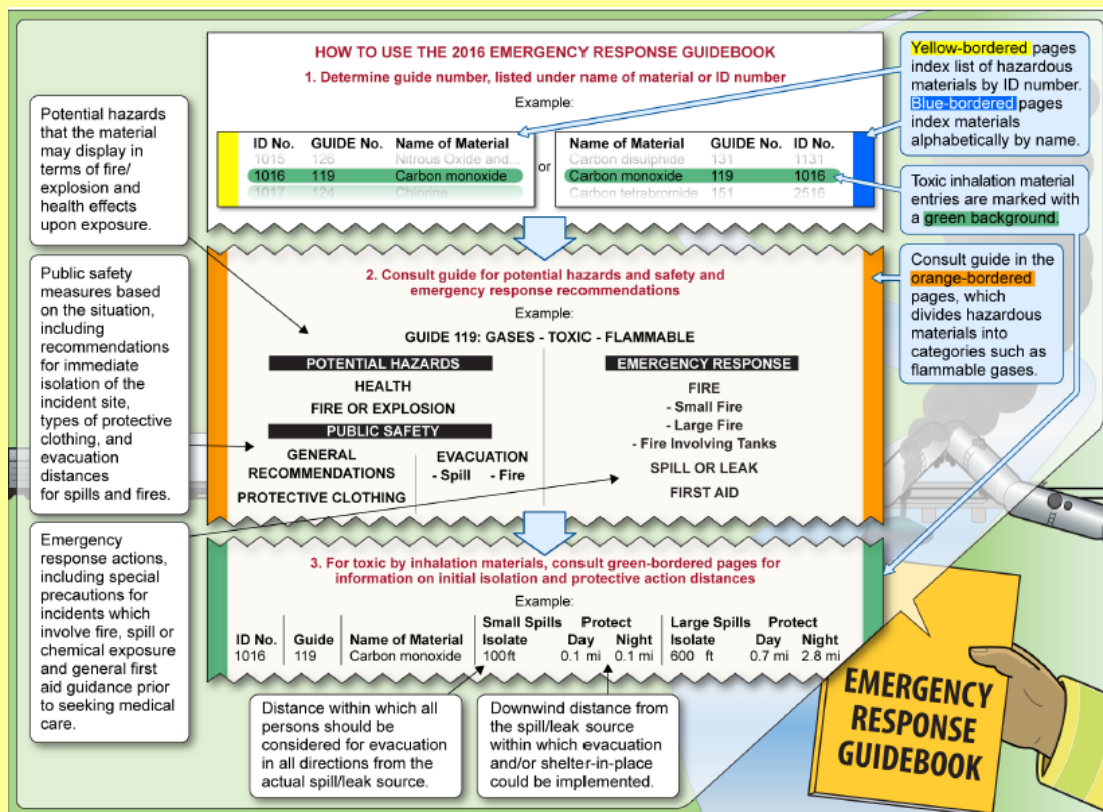 HOW TO USE THE 2016 EMERGENCY RESPONSE GUIDEBOOK
1. Determine guide number, listed under name of material or ID number
Example:
ID No. GUIDE No. Name of Material
1015 126 Nitrous Oxide and...
1016 119 Carbon monoxide
1017 124 Chlorine
or
Name of Material GUIDE No. ID No.
Carbon disulphide 131 1131
Carbon monoxide 119 1016
Carbon tetrabromide 151 2516
Yellow-bordered pages
index list of hazardous
materials by ID number.
Blue-bordered pages
index materials
alphabetically by name.
Toxic inhalation material
entries are marked with
a green background.
Potential hazards
that the material
may display in
terms of fire/
explosion and
health effects
upon exposure.
2. Consult guide for potential hazards and safety and
emergency response recommendations
Example:
GUIDE 119: GASES - TOXIC - FLAMMABLE
POTENTIAL HAZARDS
HEALTH
FIRE OR EXPLOSION
PUBLIC SAFETY
GENERAL
RECOMMENDATIONS
PROTECTIVE CLOTHING
EVACUATION
- Spill - Fire
EMERGENCY RESPONSE
FIRE
- Small Fire
- Large Fire
- Fire Involving Tanks
SPILL OR LEAK
FIRST AID
Consult guide in the
orange-bordered
pages, which
divides hazardous
materials into
categories such as
flammable gases.
Public safety
measures based
on the situation,
including
recommendations
for immediate
isolation of the
incident site,
types of protective
clothing, and
evacuation
distances
for spills and fires.
Emergency
response actions,
including special
precautions for
incidents which
involve fire, spill or
chemical exposure
and general first
aid guidance prior
to seeking medical
care.
3. For toxic by inhalation materials, consult green-bordered pages for
information on initial isolation and protective action distances
Example:
Small Spills Protect Large Spills Protect
ID No. Guide Name of Material Isolate Day Night Isolate Day Night
1016 119 Carbon monoxide 100ft 0.1 mi 0.1 mi 600 ft 0.7 mi 2.8 mi
Distance within which all
persons should be
considered for evacuation
in all directions from the
actual spill/leak source.
Downwind distance from
the spill/leak source
within which evacuation
and/or shelter-in-place
could be implemented.
EMERGENCY
RESPONSE
GUIDEBOOK